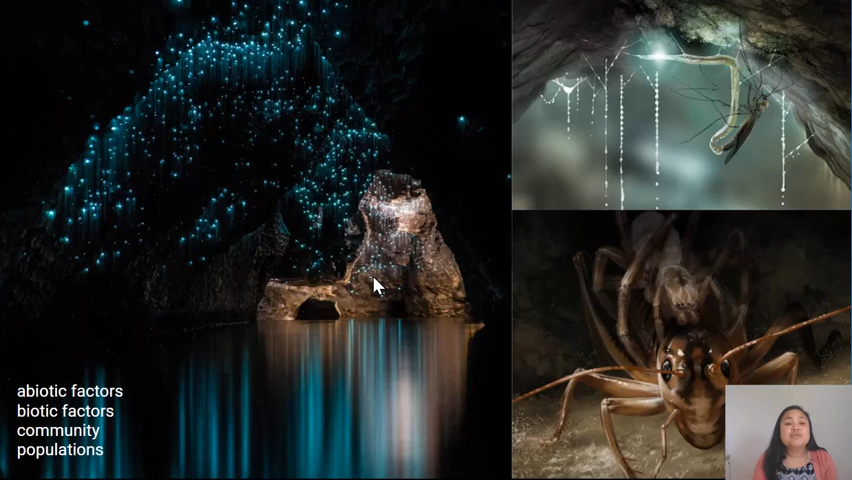 abiotic factors
biotic factors
community
populations